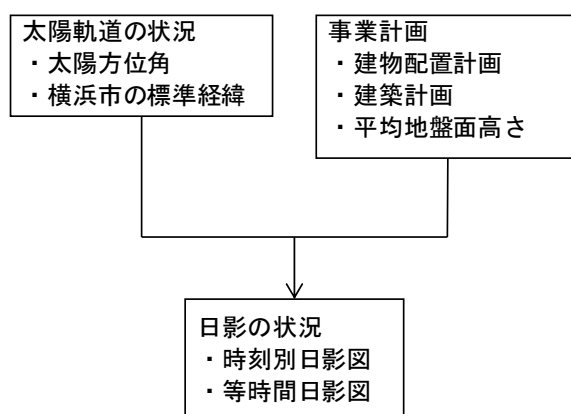 太陽軌道の状況
・太陽方位角
・横浜市の標準経緯
事業計画
・建物配置計画
・建築計画
・平均地盤面高さ
日影の状況
・時刻別日影図
・等時間日影図